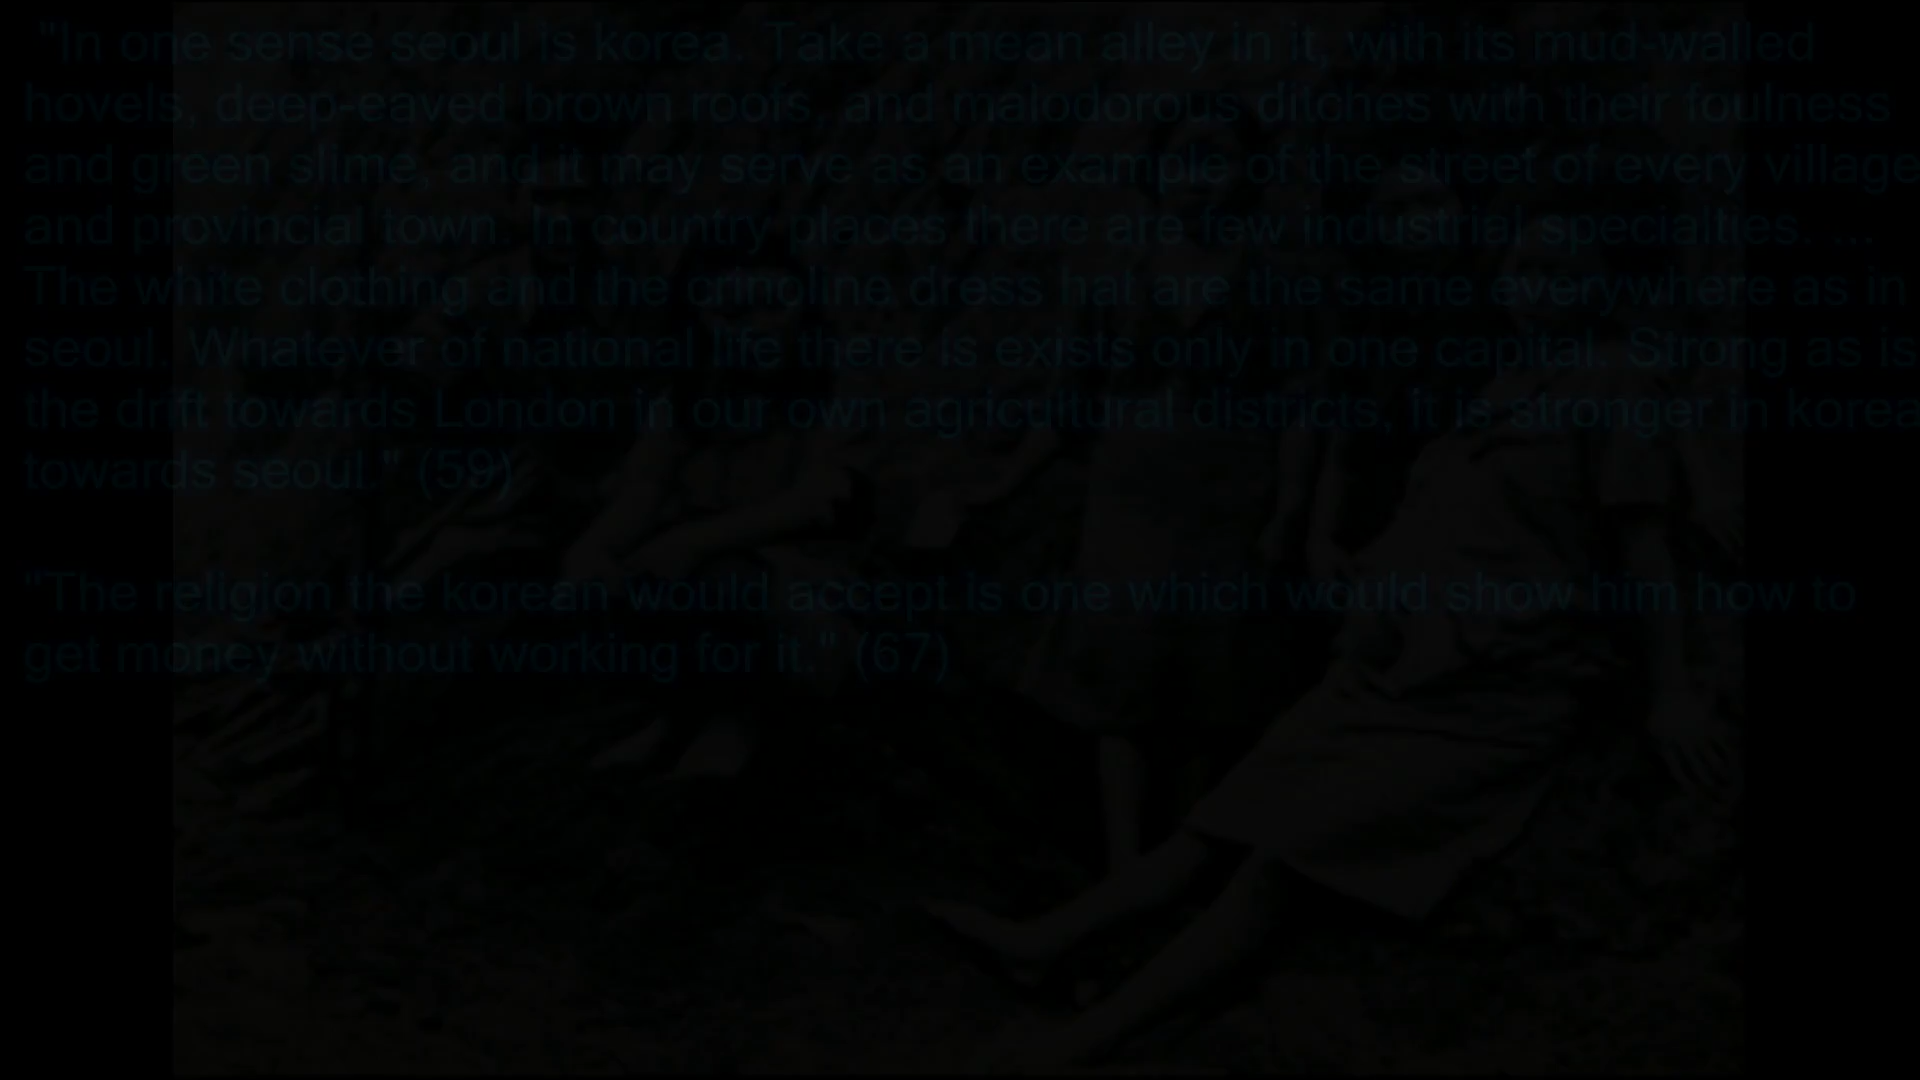 "In one sense seoul is korea. Take a mean alley in it, with its mud-walled
hovels, deep-eaved brown roofs, and malodorous ditches with their foulness
and green slime, and it may serve as an example of the street of every village
and provincial town. In country places there are few industrial specialties. ...
The white clothing and the crinoline dress hat are the same everywhere as in
seoul. Whatever of national life there is exists only in one capital. Strong as is
the drift towards London in our own agricultural districts, it is stronger in korea
towards seoul." (59)
"The religion the korean would accept is one which would show him how to
get money without working for it." (67)